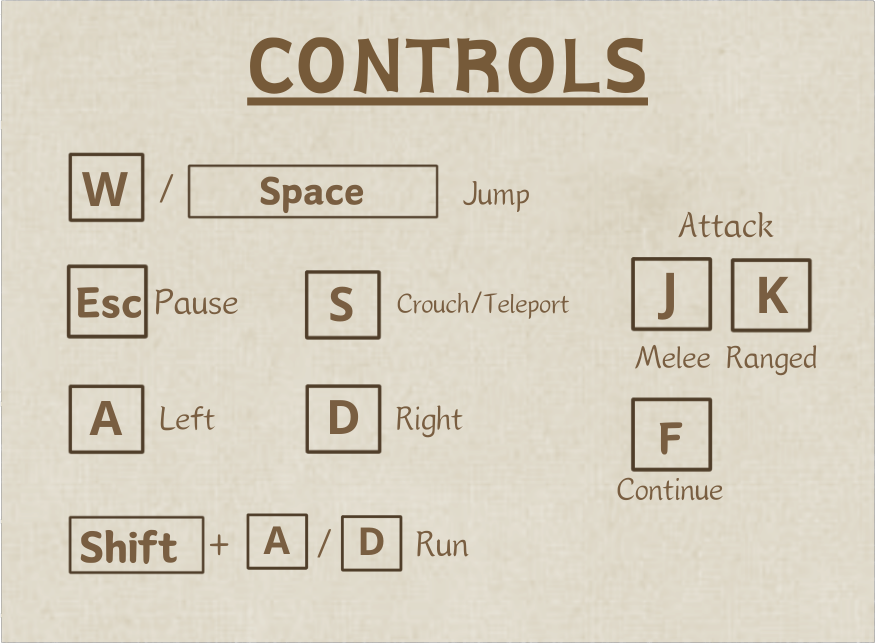 CONTROLS
W / Space Jump
Attack
Esc Pause S Crouch/Teleport J K
Melee Ranged
A Left D Right F
Continue
Shift + A / D Run